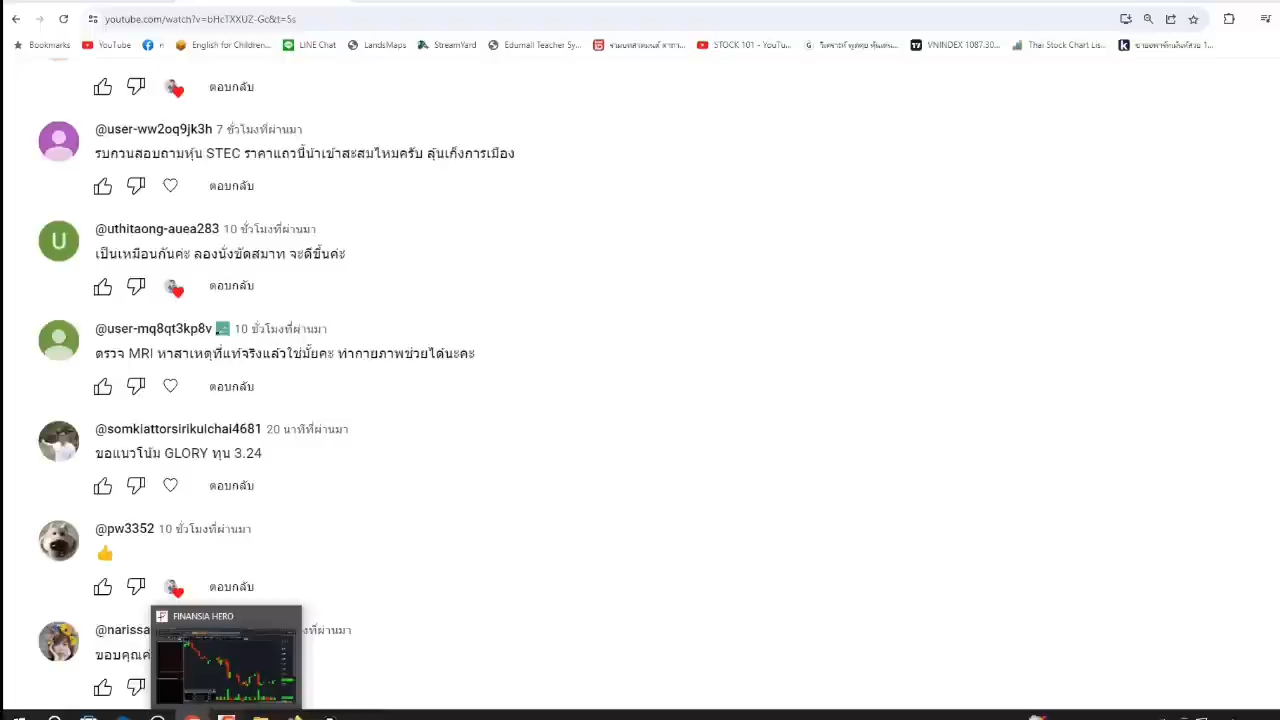 youtube.com/watch?v=bHcTXXUZ-Gc&t=5s
Bookmarks YouTube English for Children... LINE Chat LandsMaps StreamYard Edumall Teacher Sy... STOCK 101 - YouTu... VNINDEX 1087.30... Thai Stock Chart Lis...
ตอบกลับ
@user-ww2oq9jk3h 7 ชั่วโมงที่ผ่านมา
รบกวนสอบถามหุ้น STEC ราคาแถวนี้น่าเข้าสะสมไหมครับ ลุ้นเก็งการเมือง
ตอบกลับ
@uthitaong-auea283 10 ชั่วโมงที่ผ่านมา
เป็นเหมือนกันค่ะ ลองนั่งขัดสมาท จะดีขึ้นค่ะ
ตอบกลับ
@user-mq8qt3kp8v 10 ชั่วโมงที่ผ่านมา
ตรวจ MRI หาสาเหตุที่แท้จริงแล้วใช่มั้ยคะ ทำกายภาพช่วยได้นะคะ
ตอบกลับ
@somkiattorsirikulchai4681 20 นาทีที่ผ่านมา
ขอแนวโน้ม GLORY ทุน 3.24
ตอบกลับ
@pw3352 10 ชั่วโมงที่ผ่านมา
ตอบกลับ
FINANSIA HERO
@narissa
ที่ผ่านมา
ขอบคุณค่